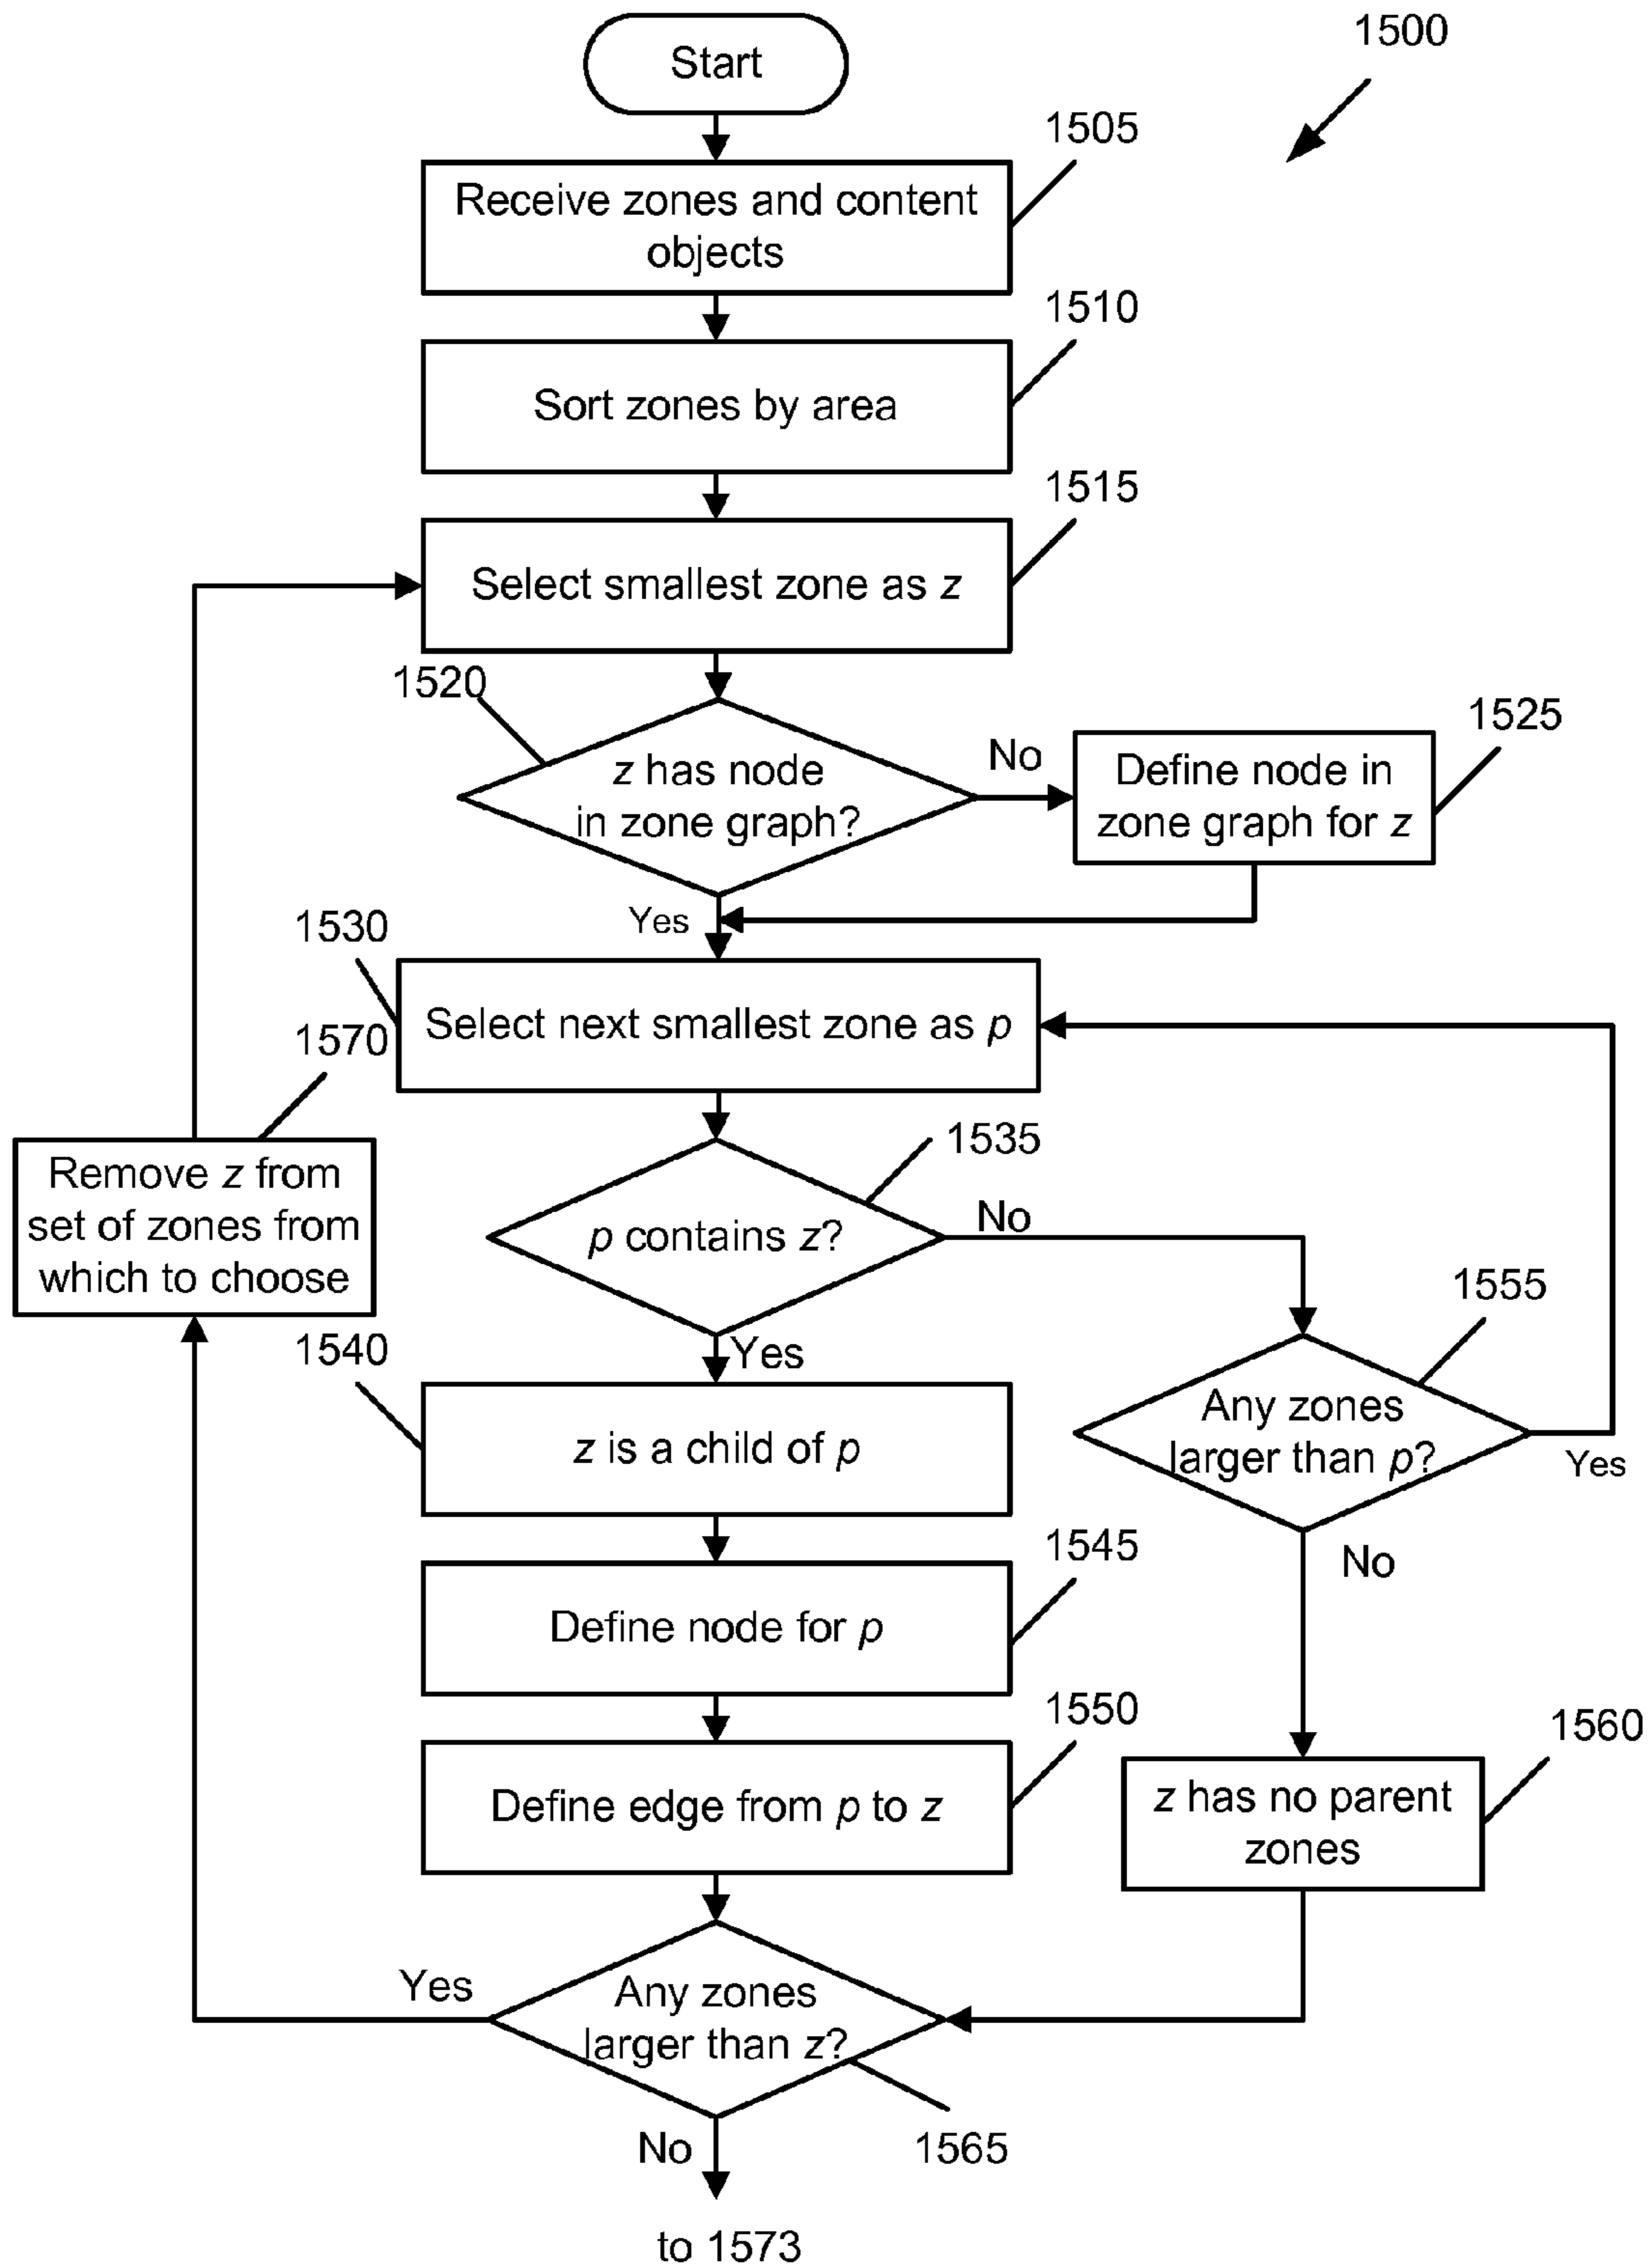 Start
1500
1505
Receive zones and content
objects
1510
Sort zones by area
1515
Select smallest zone as z
1520
z has node
in zone graph?
No
1525
Define node in
zone graph for z
Yes
1530
Select next smallest zone as p
1570
Remove z from
set of zones from
which to choose
1535
p contains z?
No
Yes
1555
Any zones
larger than p?
Yes
No
1540
z is a child of p
1545
Define node for p
1550
Define edge from p to z
1560
z has no parent
zones
Yes
Any zones
larger than z?
1565
No
to 1573